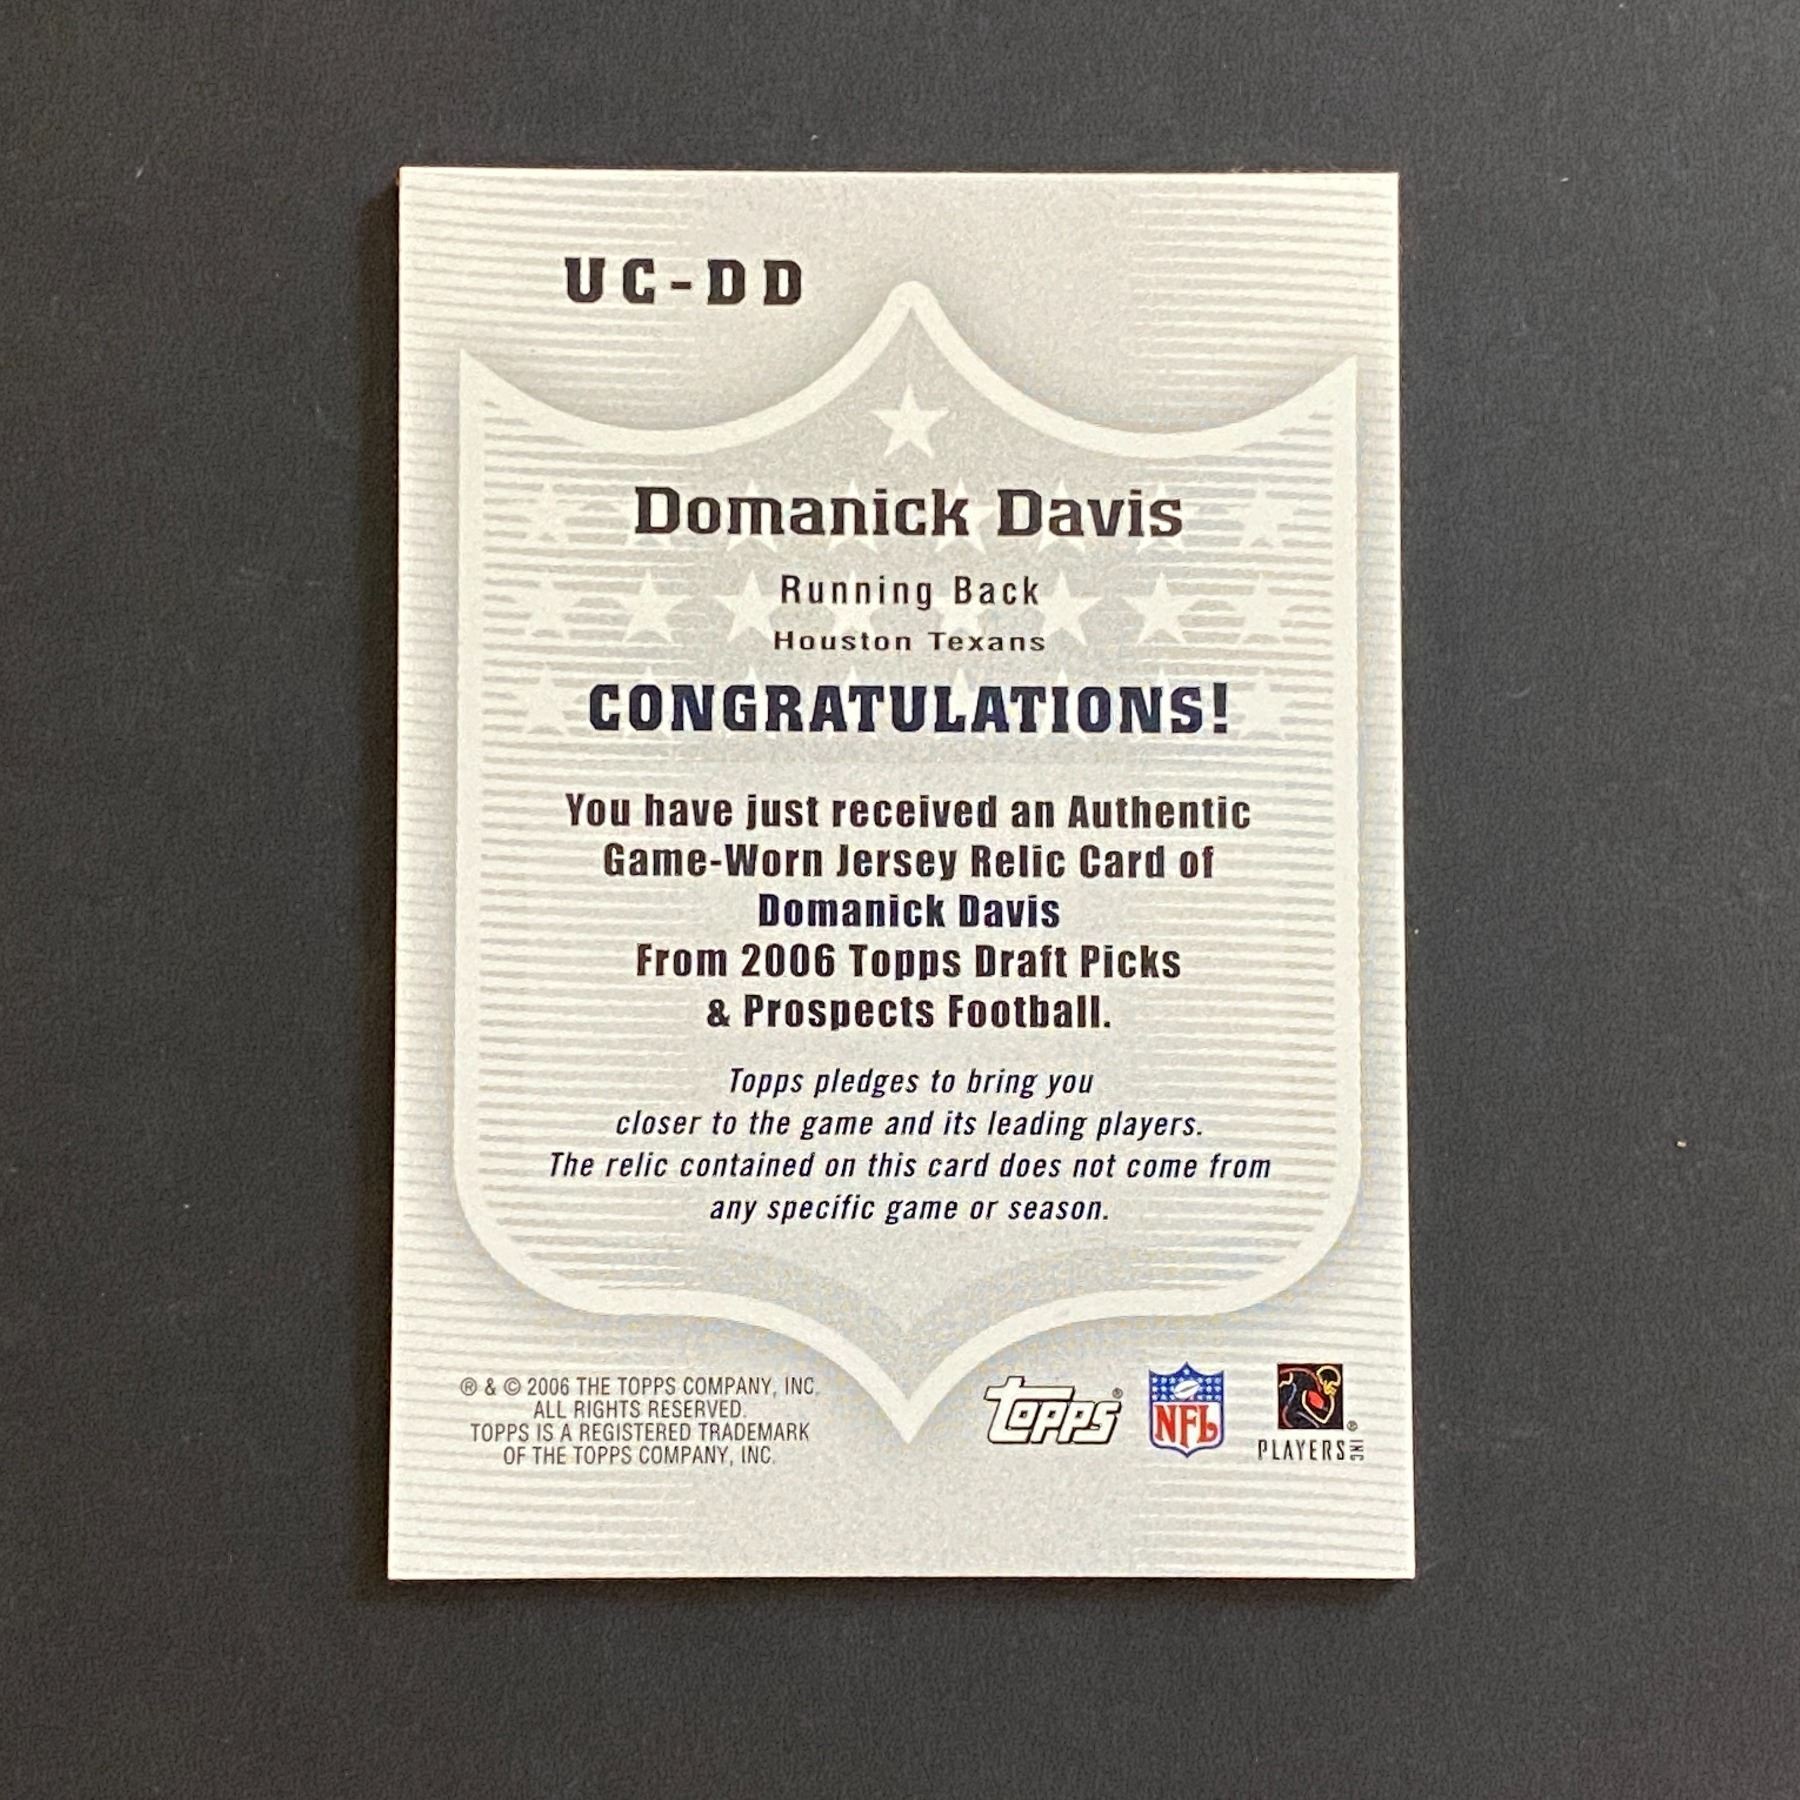 UC-DD
Domanick Davis
Running Back
Houston Texans
CONGRATULATIONS!
You have just received an Authentic
Game-Worn Jersey Relic Card of
Domanick Davis
From 2006 Topps Draft Picks
& Prospects Football.
Topps pledges to bring you
closer to the game and its leading players.
The relic contained on this card does not come from
any specific game or season.
® & © 2006 THE TOPPS COMPANY, INC.
ALL RIGHTS RESERVED.
TOPPS IS A REGISTERED TRADEMARK
OF THE TOPPS COMPANY, INC.
Topps®
NFL
PLAYERS INC ®